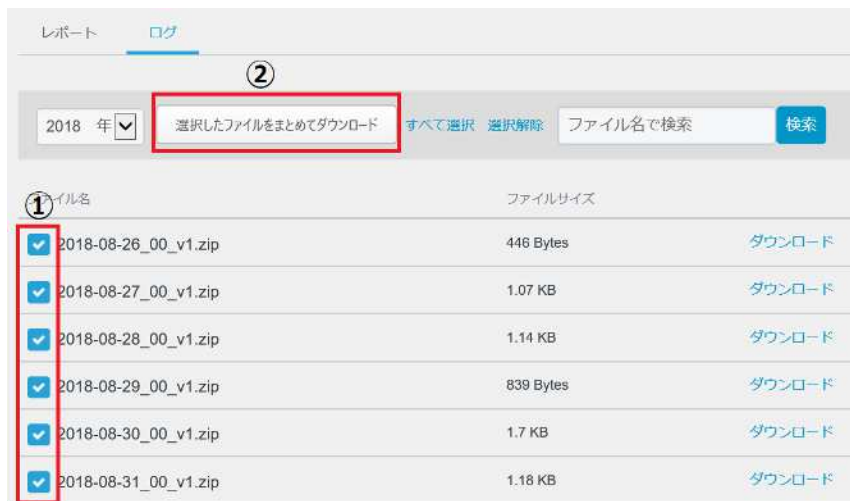 レポート ログ
②
2018 年 選択したファイルをまとめてダウンロード すべて選択 選択解除 ファイル名で検索 検索
① ファイル名 ファイルサイズ
2018-08-26_00_v1.zip 446 Bytes ダウンロード
2018-08-27_00_v1.zip 1.07 KB ダウンロード
2018-08-28_00_v1.zip 1.14 KB ダウンロード
2018-08-29_00_v1.zip 839 Bytes ダウンロード
2018-08-30_00_v1.zip 1.7 KB ダウンロード
2018-08-31_00_v1.zip 1.18 KB ダウンロード